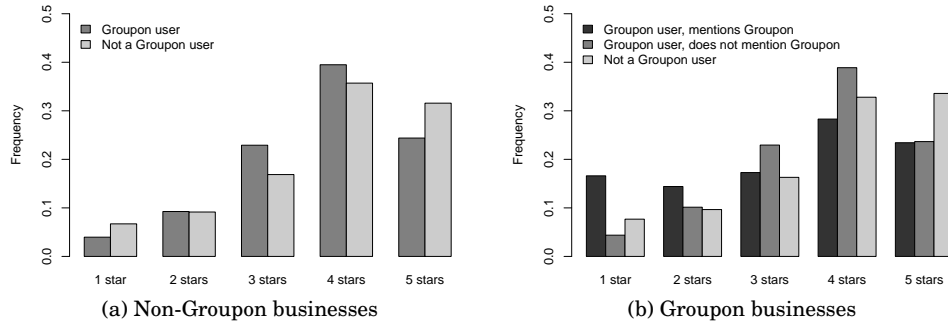 Groupon user
Not a Groupon user
Frequency
0.0
0.1
0.2
0.3
0.4
0.5
1 star 2 stars 3 stars 4 stars 5 stars
(a) Non-Groupon businesses
Groupon user, mentions Groupon
Groupon user, does not mention Groupon
Not a Groupon user
Frequency
0.0
0.1
0.2
0.3
0.4
0.5
1 star 2 stars 3 stars 4 stars 5 stars
(b) Groupon businesses